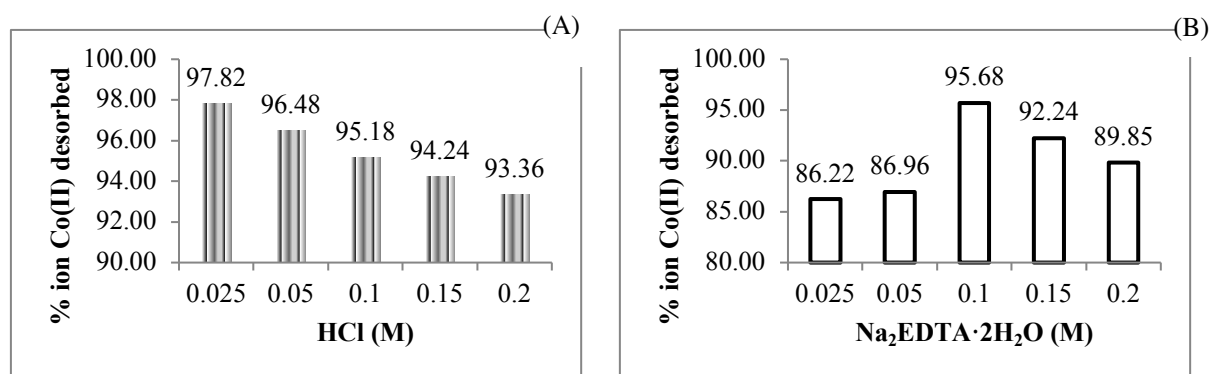 (A)
% ion Co(II) desorbed
100.00
98.00
96.00
94.00
92.00
90.00
97.82
96.48
95.18
94.24
93.36
0.025 0.05 0.1 0.15 0.2
HCl (M)
(B)
% ion Co(II) desorbed
100.00
95.00
90.00
85.00
80.00
86.22
86.96
95.68
92.24
89.85
0.025 0.05 0.1 0.15 0.2
Na₂EDTA·2H₂O (M)